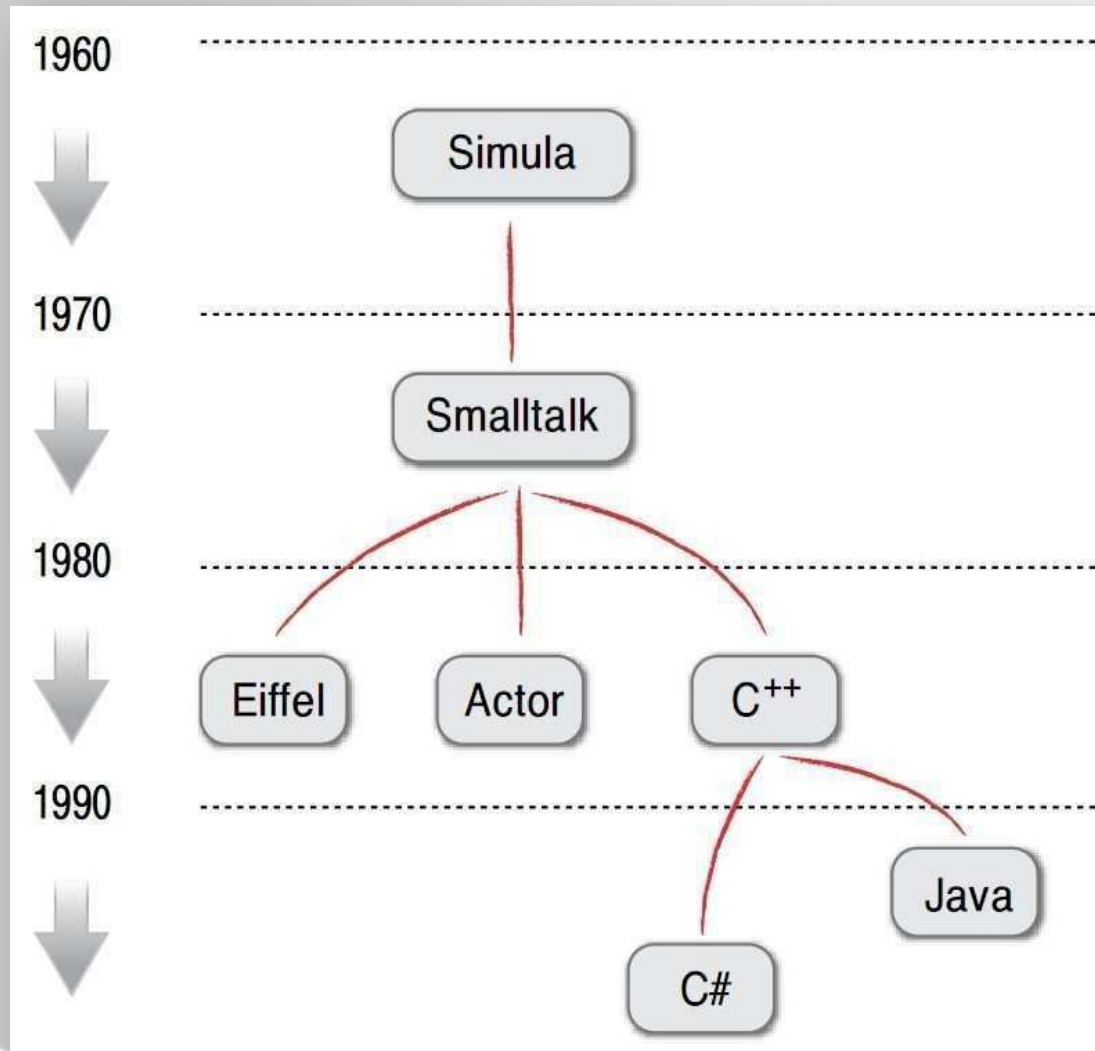 1960
Simula
1970
Smalltalk
1980
Eiffel Actor C++
1990
Java
C#